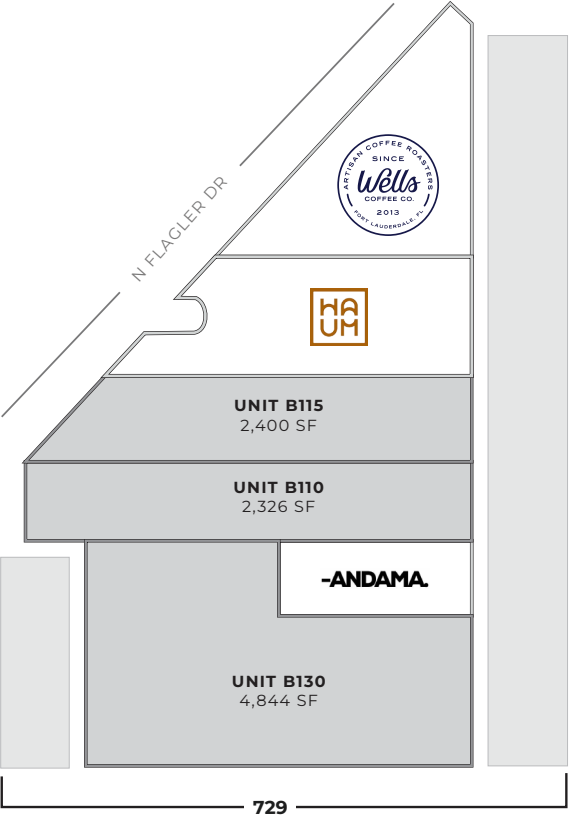 ARTISAN COFFEE ROASTERS
SINCE
Wells
COFFEE CO.
2013
FORT LAUDERDALE, FL
N FLAGLER DR
HA
UM
UNIT B115
2,400 SF
UNIT B110
2,326 SF
-ANDAMA.
UNIT B130
4,844 SF
729